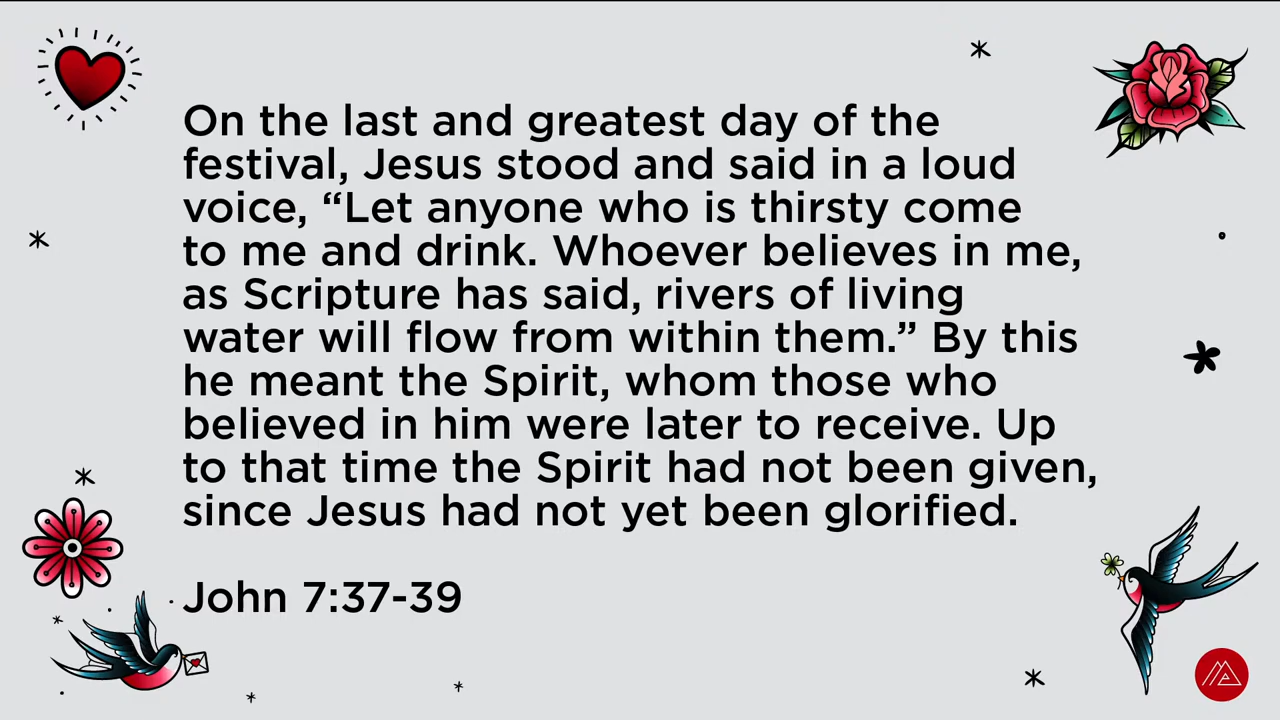 On the last and greatest day of the
festival, Jesus stood and said in a loud
voice, “Let anyone who is thirsty come
to me and drink. Whoever believes in me,
as Scripture has said, rivers of living
water will flow from within them.” By this
he meant the Spirit, whom those who
believed in him were later to receive. Up
to that time the Spirit had not been given,
since Jesus had not yet been glorified.
John 7:37-39